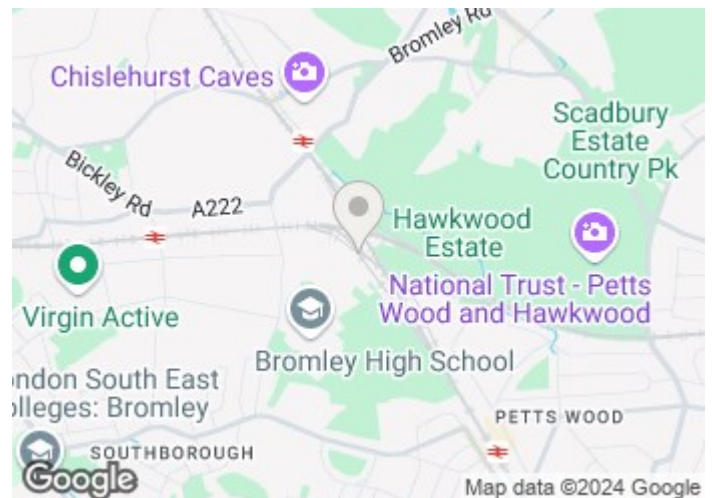 Bromley Rd
Chislehurst Caves
Scadbury
Estate
Country Pk
Bickley Rd
A222
Hawkwood
Estate
National Trust - Petts
Wood and Hawkwood
Virgin Active
Bromley High School
ondon South East
olleges: Bromley
PETTS WOOD
SOUTHBOROUGH
Google
Map data ©2024 Google